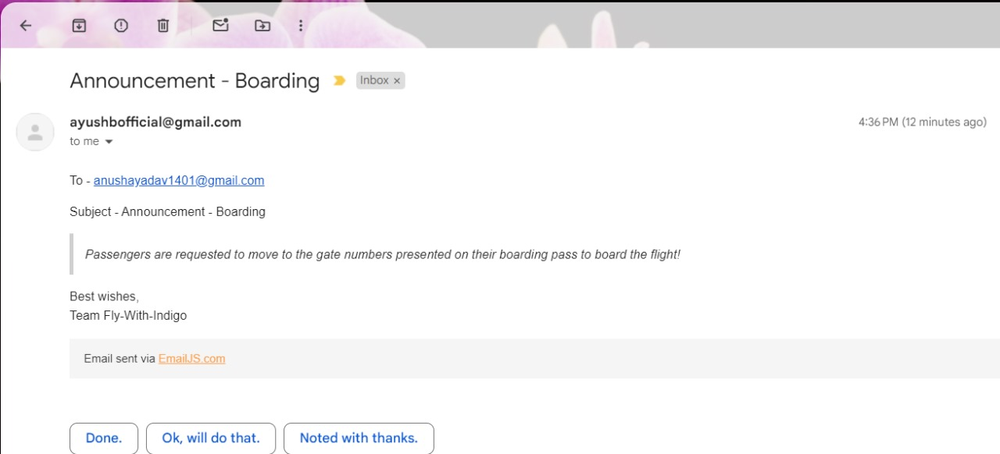 Announcement - Boarding Inbox ×
ayushbofficial@gmail.com 4:36 PM (12 minutes ago)
to me
To - anushayadav1401@gmail.com
Subject - Announcement - Boarding
Passengers are requested to move to the gate numbers presented on their boarding pass to board the flight!
Best wishes,
Team Fly-With-Indigo
Email sent via EmailJS.com
Done. Ok, will do that. Noted with thanks.